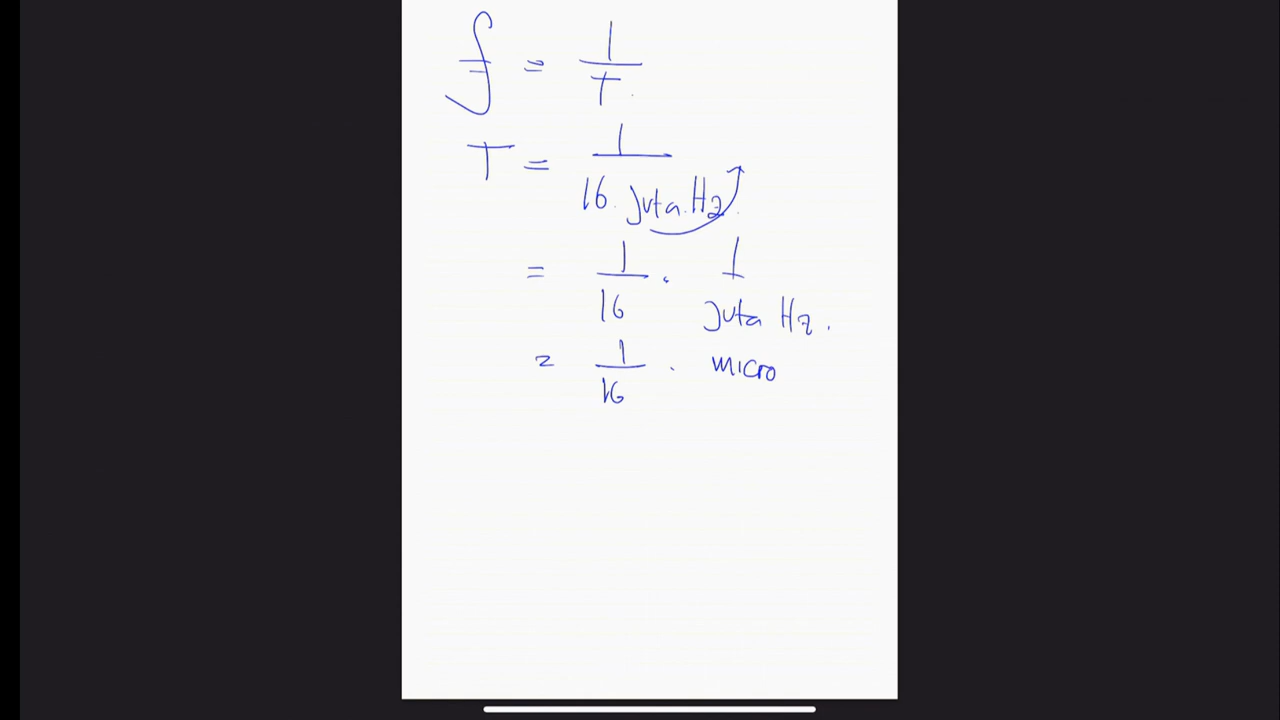 f = 1/T.
T = 1/16. juta.Hz.
= 1/16 . 1/juta Hz.
= 1/16 . micro